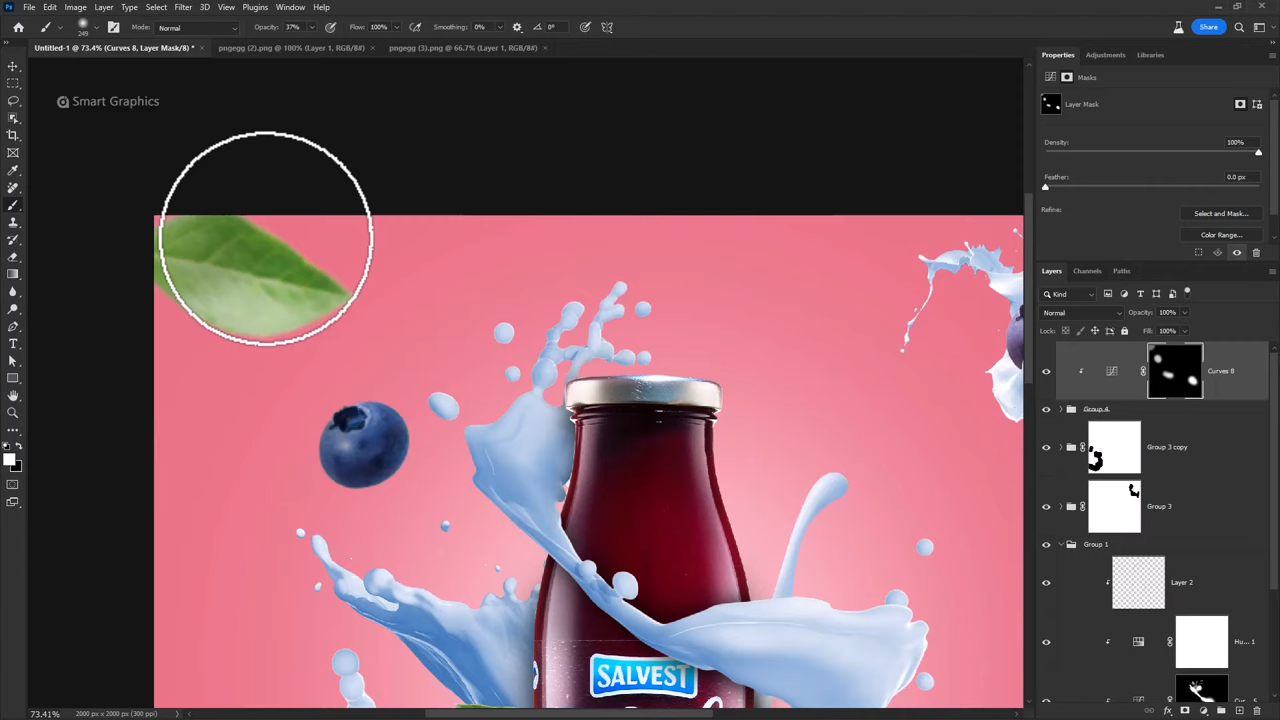 Ps File Edit Image Layer Type Select Filter 3D View Plugins Window Help
249 Mode: Normal Opacity: 37% Flow: 100% Smoothing: 0% 0° Share
Untitled-1 @ 73.4% (Curves 8, Layer Mask/8) * × pngegg (2).png @ 100% (Layer 1, RGB/8#) × pngegg (3).png @ 66.7% (Layer 1, RGB/8#) ×
Smart Graphics
SALVEST
Properties Adjustments Libraries
Masks
Layer Mask
Density: 100%
Feather: 0.0 px
Refine: Select and Mask...
Color Range...
Layers Channels Paths
Kind
Normal Opacity: 100%
Lock: Fill: 100%
Curves 8
Group 4
Group 3 copy
Group 3
Group 1
Layer 2
Hu... 1
73.41% 2000 px x 2000 px (300 ppi)